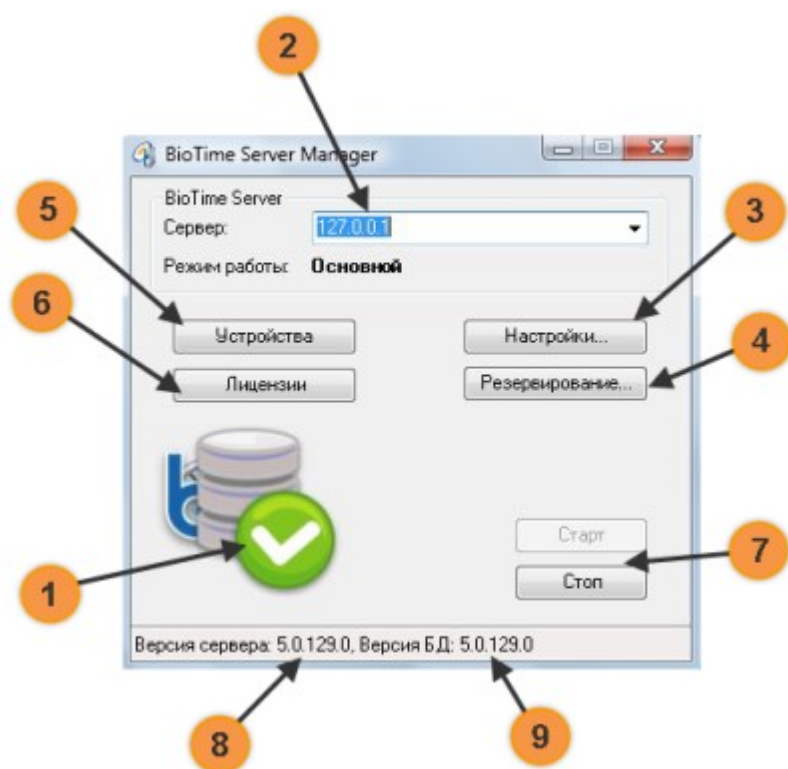 2
BioTime Server Manager
BioTime Server
5
Сервер: 127.0.0.1
3
Режим работы: Основной
6
Устройства Настройки...
4
Лицензии Резервирование...
Старт
7
1
Стоп
Версия сервера: 5.0.129.0, Версия БД: 5.0.129.0
8 9